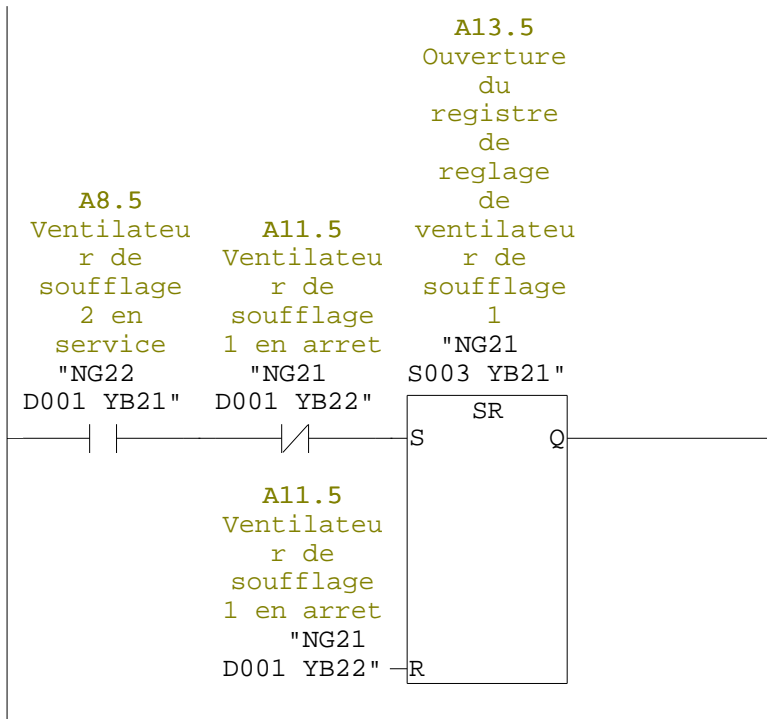 A13.5
Ouverture
du
registre
de
reglage
de
ventilateu
r de
soufflage
1
"NG21
S003 YB21"
A8.5
Ventilateu
r de
soufflage
2 en
service
"NG22
D001 YB21"
A11.5
Ventilateu
r de
soufflage
1 en arret
"NG21
D001 YB22"
SR
S
Q
A11.5
Ventilateu
r de
soufflage
1 en arret
"NG21
D001 YB22"
R